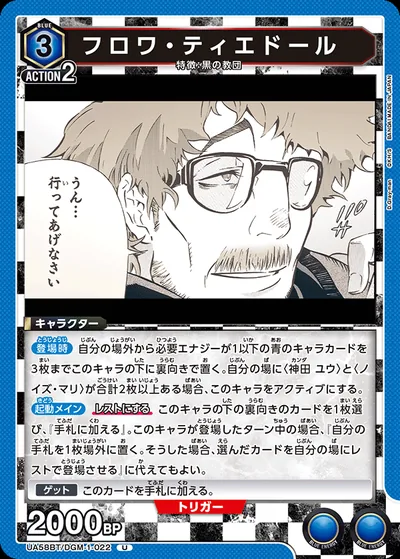 BLUE
3
ACTION2
フロワ・ティエドール
特徴:黒の教団
うん…
行ってあげなさい
キャラクター
登場時 自分の場外から必要エナジーが1以下の青のキャラカードを
3枚までこのキャラの下に裏向きで置く。自分の場に〈神田 ユウ〉と〈ノ
イズ・マリ〉が合計2枚以上ある場合、このキャラをアクティブにする。
起動メイン レストにする このキャラの下の裏向きのカードを1枚選
び、『手札に加える』。このキャラが登場したターン中の場合、『自分の手
札を1枚場外に置く。そうした場合、選んだカードを自分の場にレ
ストで登場させる』に代えてもよい。
ゲット このカードを手札に加える。
トリガー
2000BP
UA58BT/DGM-1-022 U